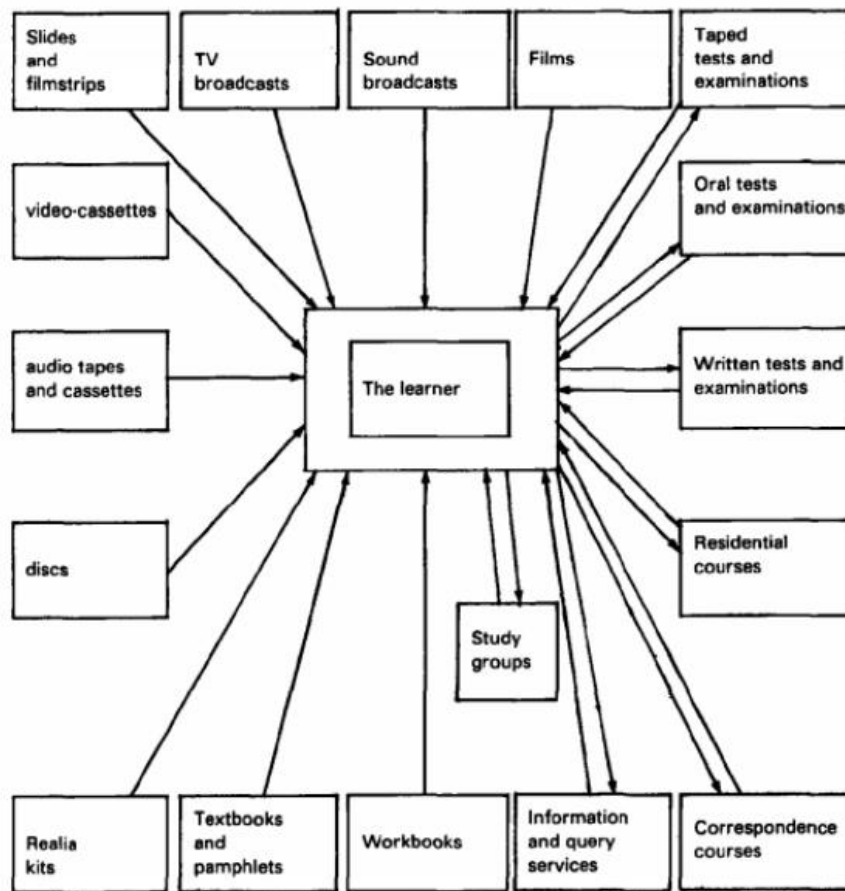 Slides
and
filmstrips
TV
broadcasts
Sound
broadcasts
Films
Taped
tests and
examinations
video-cassettes
Oral tests
and examinations
audio tapes
and cassettes
The learner
Written tests and
examinations
discs
Residential
courses
Study
groups
Realia
kits
Textbooks
and
pamphlets
Workbooks
Information
and query
services
Correspondence
courses